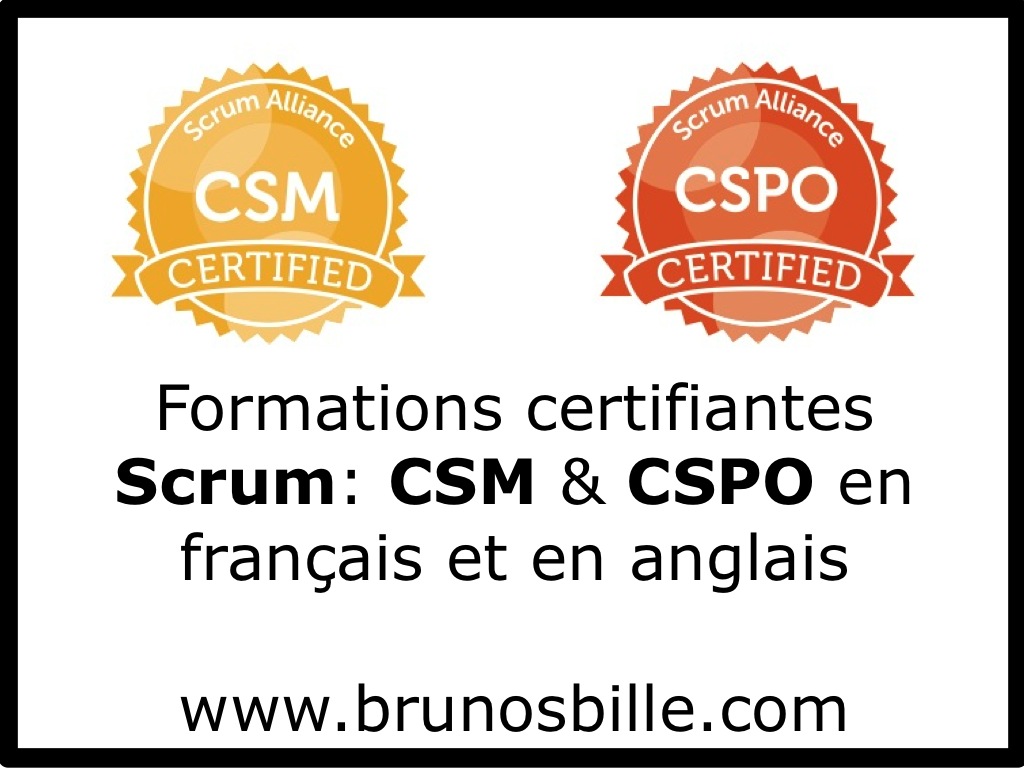 Scrum Alliance
CSM
CERTIFIED
Scrum Alliance
CSPO
CERTIFIED
Formations certifiantes
Scrum: CSM & CSPO en
français et en anglais
www.brunosbille.com